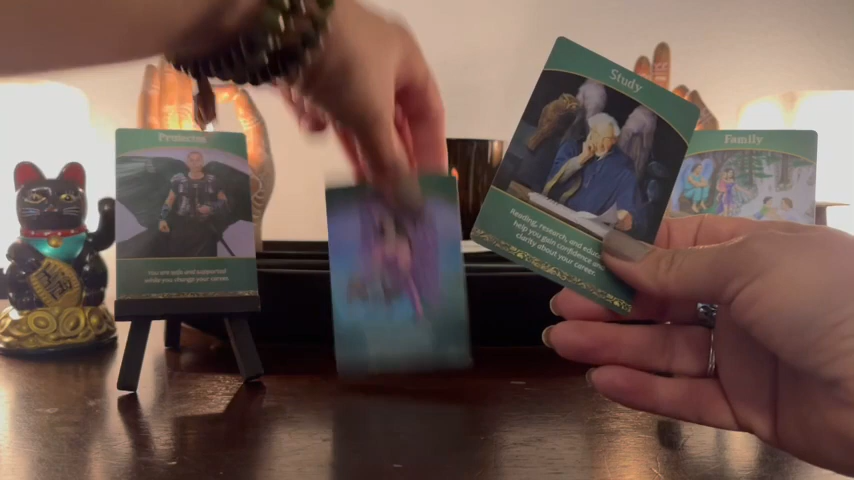 Protection
You are safe and supported
while you change your career.
Study
Reading, research, and
help you gain confidence and
clarity about your career.
Family